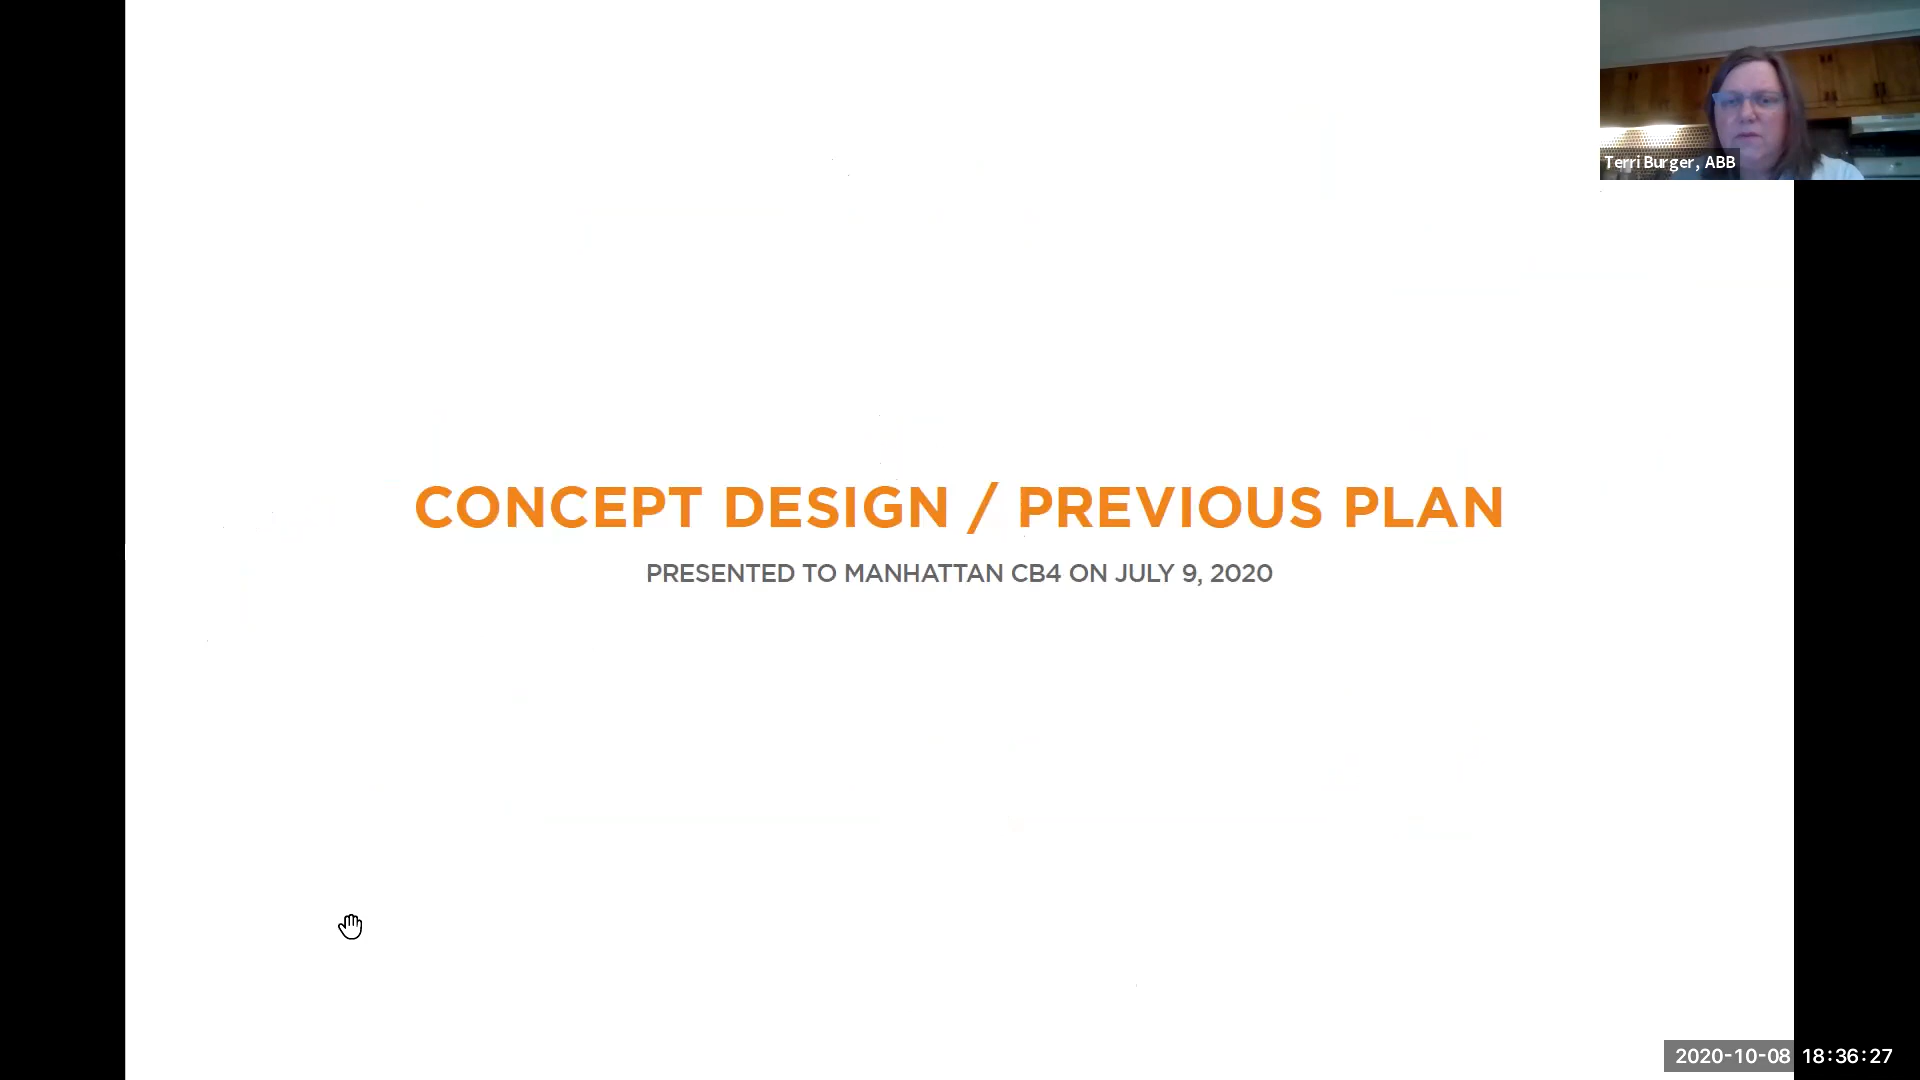 Terri Burger, ABB
CONCEPT DESIGN / PREVIOUS PLAN
PRESENTED TO MANHATTAN CB4 ON JULY 9, 2020
2020-10-08 18:36:27